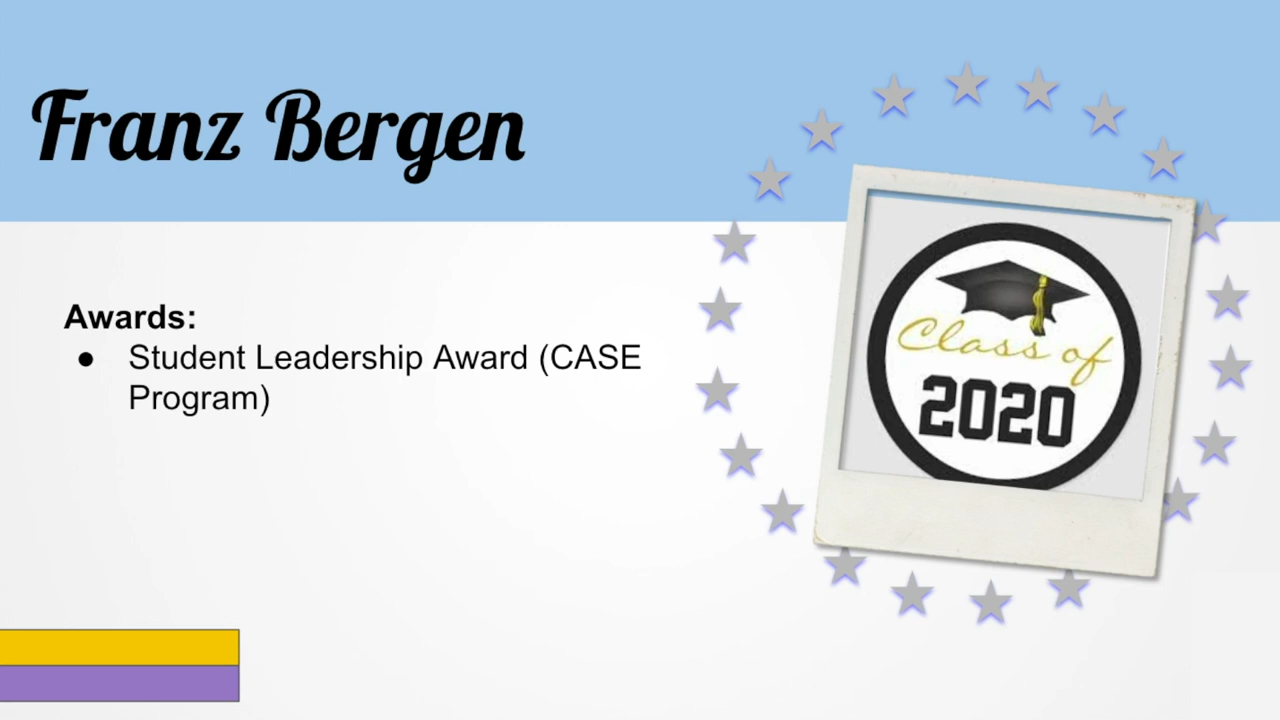 Franz Bergen
Awards:
● Student Leadership Award (CASE
Program)
Class of
2020